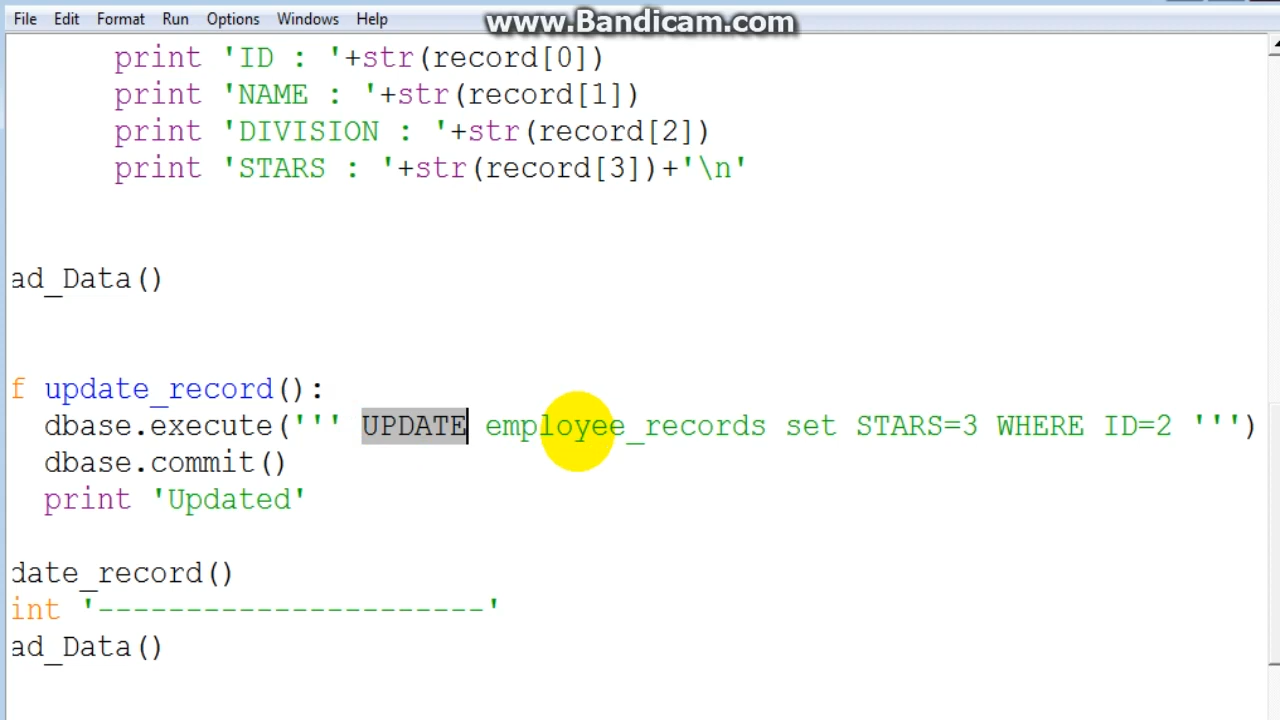 File Edit Format Run Options Windows Help
www.Bandicam.com
print 'ID : '+str(record[0])
print 'NAME : '+str(record[1])
print 'DIVISION : '+str(record[2])
print 'STARS : '+str(record[3])+'\n'
ad_Data()
f update_record():
dbase.execute(''' UPDATE employee_records set STARS=3 WHERE ID=2 ''')
dbase.commit()
print 'Updated'
date_record()
int '----------------------'
ad_Data()